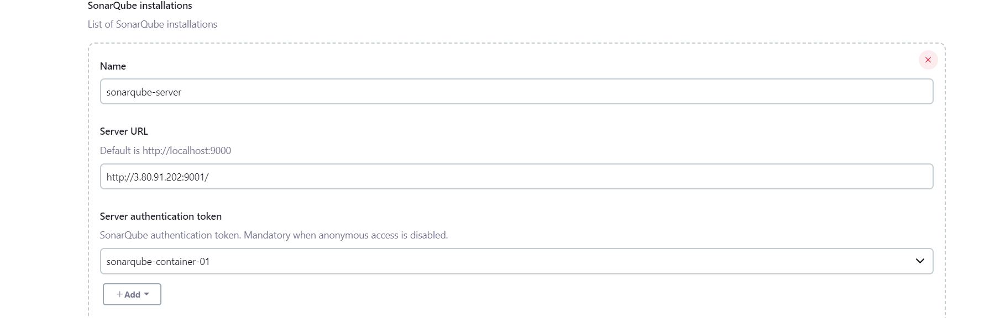 SonarQube installations
List of SonarQube installations
Name
sonarqube-server
Server URL
Default is http://localhost:9000
http://3.80.91.202:9001/
Server authentication token
SonarQube authentication token. Mandatory when anonymous access is disabled.
sonarqube-container-01
+Add